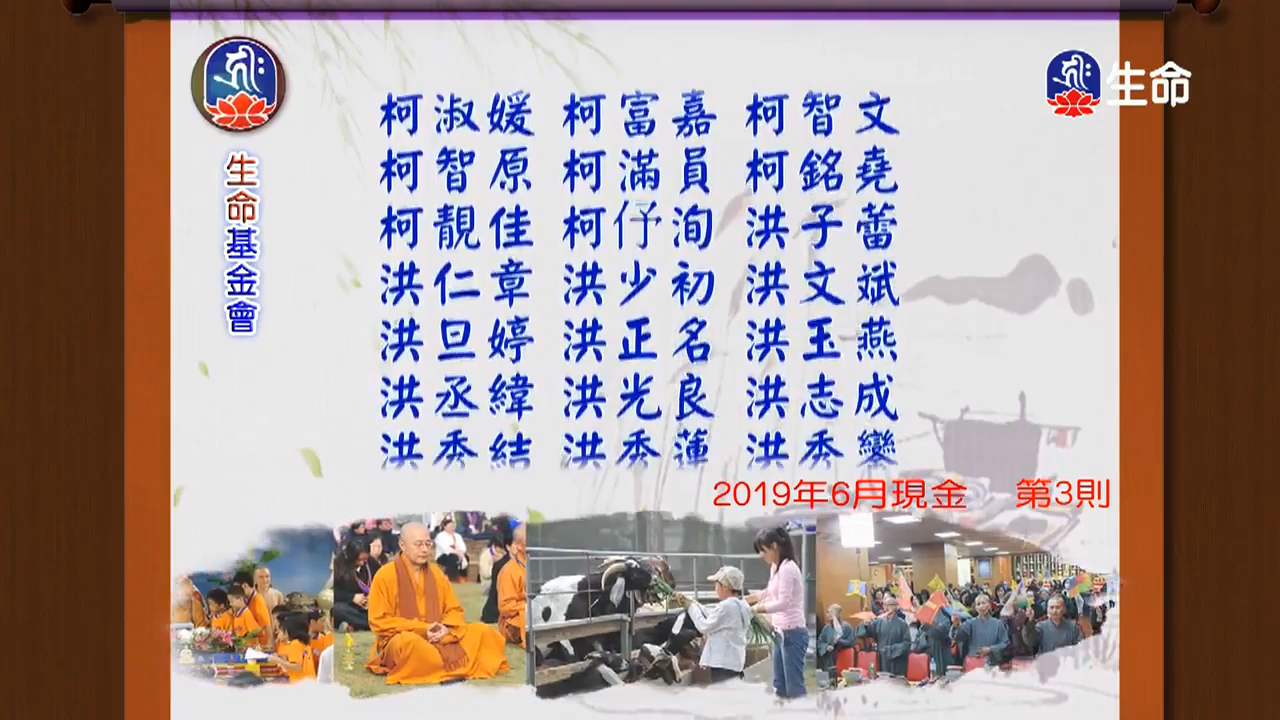 生命
生命基金會
柯淑媛 柯富嘉 柯智文
柯智原 柯滿員 柯銘堯
柯靚佳 柯伃洵 洪子蕾
洪仁章 洪少初 洪文斌
洪旦婷 洪正名 洪玉燕
洪丞緯 洪光良 洪志成
洪秀結 洪秀蓮 洪秀
2019年6月現金 第3則